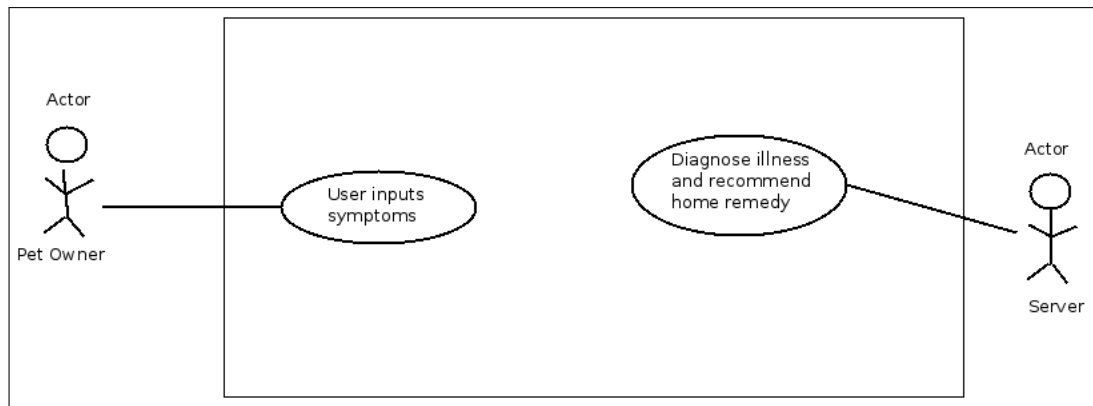 Actor
Pet Owner
User inputs
symptoms
Diagnose illness
and recommend
home remedy
Actor
Server